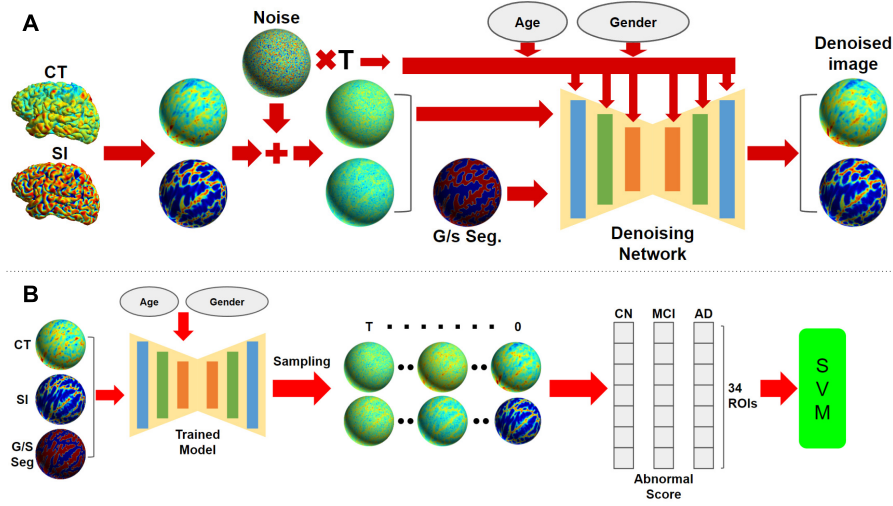 A
Noise
Age
Gender
Denoised
image
CT
×T
SI
+
G/s Seg.
Denoising
Network
B
Age
Gender
CT
SI
G/S
Seg
Trained
Model
Sampling
T . . . . . . . 0
CN MCI AD
34
ROIs
Abnormal
Score
S
V
M